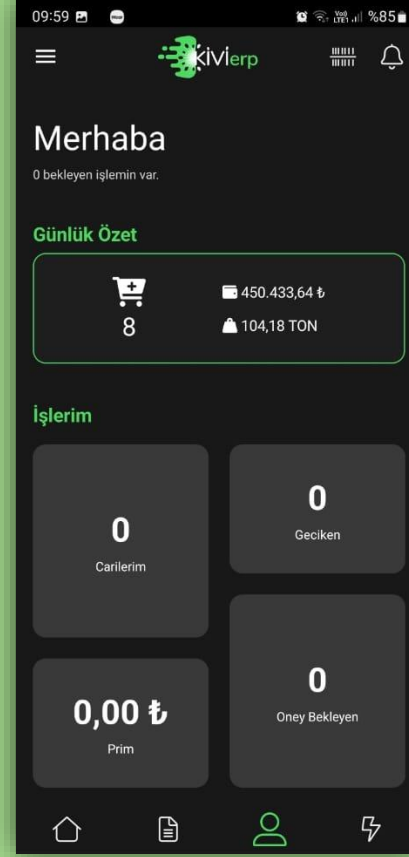 09:59
%85
kivierp
Merhaba
0 bekleyen işlemin var.
Günlük Özet
8
450.433,64 ₺
104,18 TON
İşlerim
0
Carilerim
0
Geciken
0,00 ₺
Prim
0
Oney Bekleyen